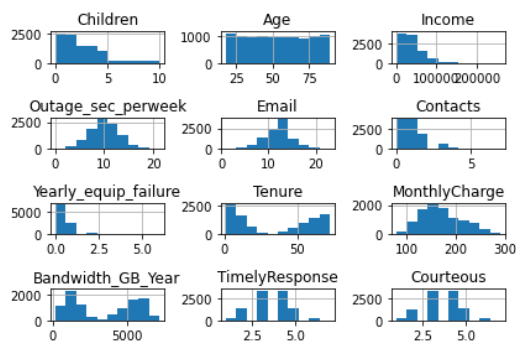 Children Age Income
2500 1000 2500
0 0 0
0 5 10 25 50 75 0 100000 200000
Outage_sec_perweek Email Contacts
2500 2500 2500
0 0 0
0 10 20 0 10 20 0 5
Yearly_equip_failure Tenure MonthlyCharge
5000 2500 2000
0 0 0
0.0 2.5 5.0 0 50 100 200 300
Bandwidth_GB_Year TimelyResponse Courteous
2000 2500 2500
0 0 0
0 5000 2.5 5.0 2.5 5.0